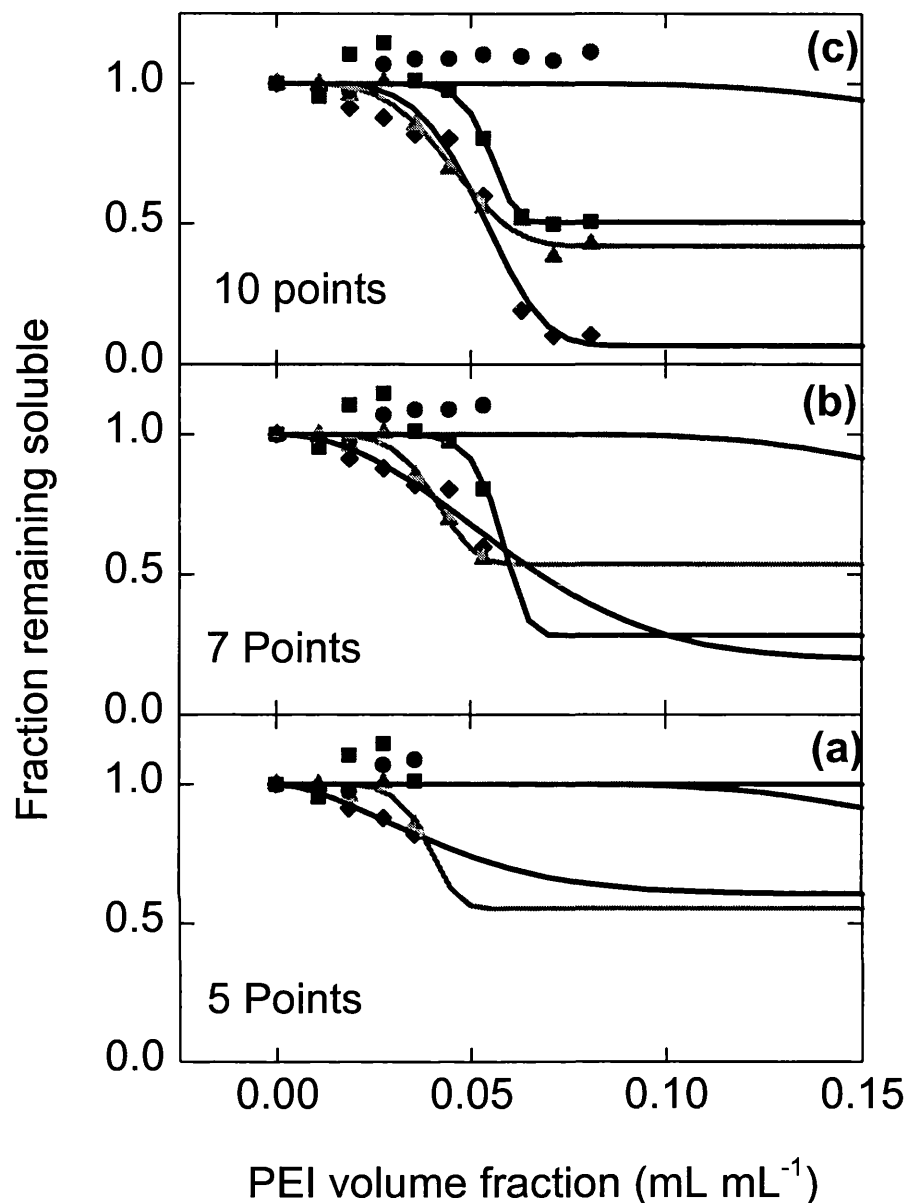 (c)
1.0
0.5
10 points
0.0
(b)
1.0
0.5
7 Points
0.0
(a)
1.0
0.5
5 Points
0.0
0.00 0.05 0.10 0.15
PEI volume fraction (mL mL⁻¹)
Fraction remaining soluble